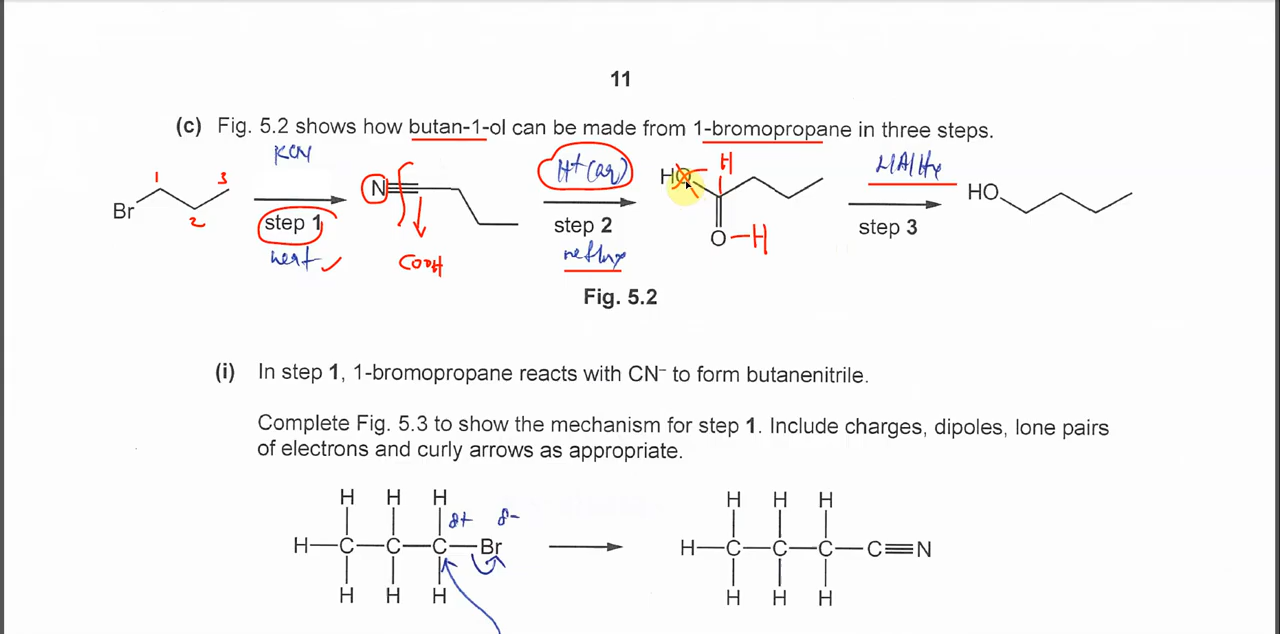 11
(c) Fig. 5.2 shows how butan-1-ol can be made from 1-bromopropane in three steps.
KCN
H+(aq)
H
LiAlH4
1 3
N
HO
HO
Br
2
step 1
step 2
step 3
O-H
heat ✓
COOH
reflux
Fig. 5.2
(i) In step 1, 1-bromopropane reacts with CN⁻ to form butanenitrile.
Complete Fig. 5.3 to show the mechanism for step 1. Include charges, dipoles, lone pairs
of electrons and curly arrows as appropriate.
H H H H H H
δ+ δ-
H—C—C—C—Br H—C—C—C—C≡N
H H H H H H